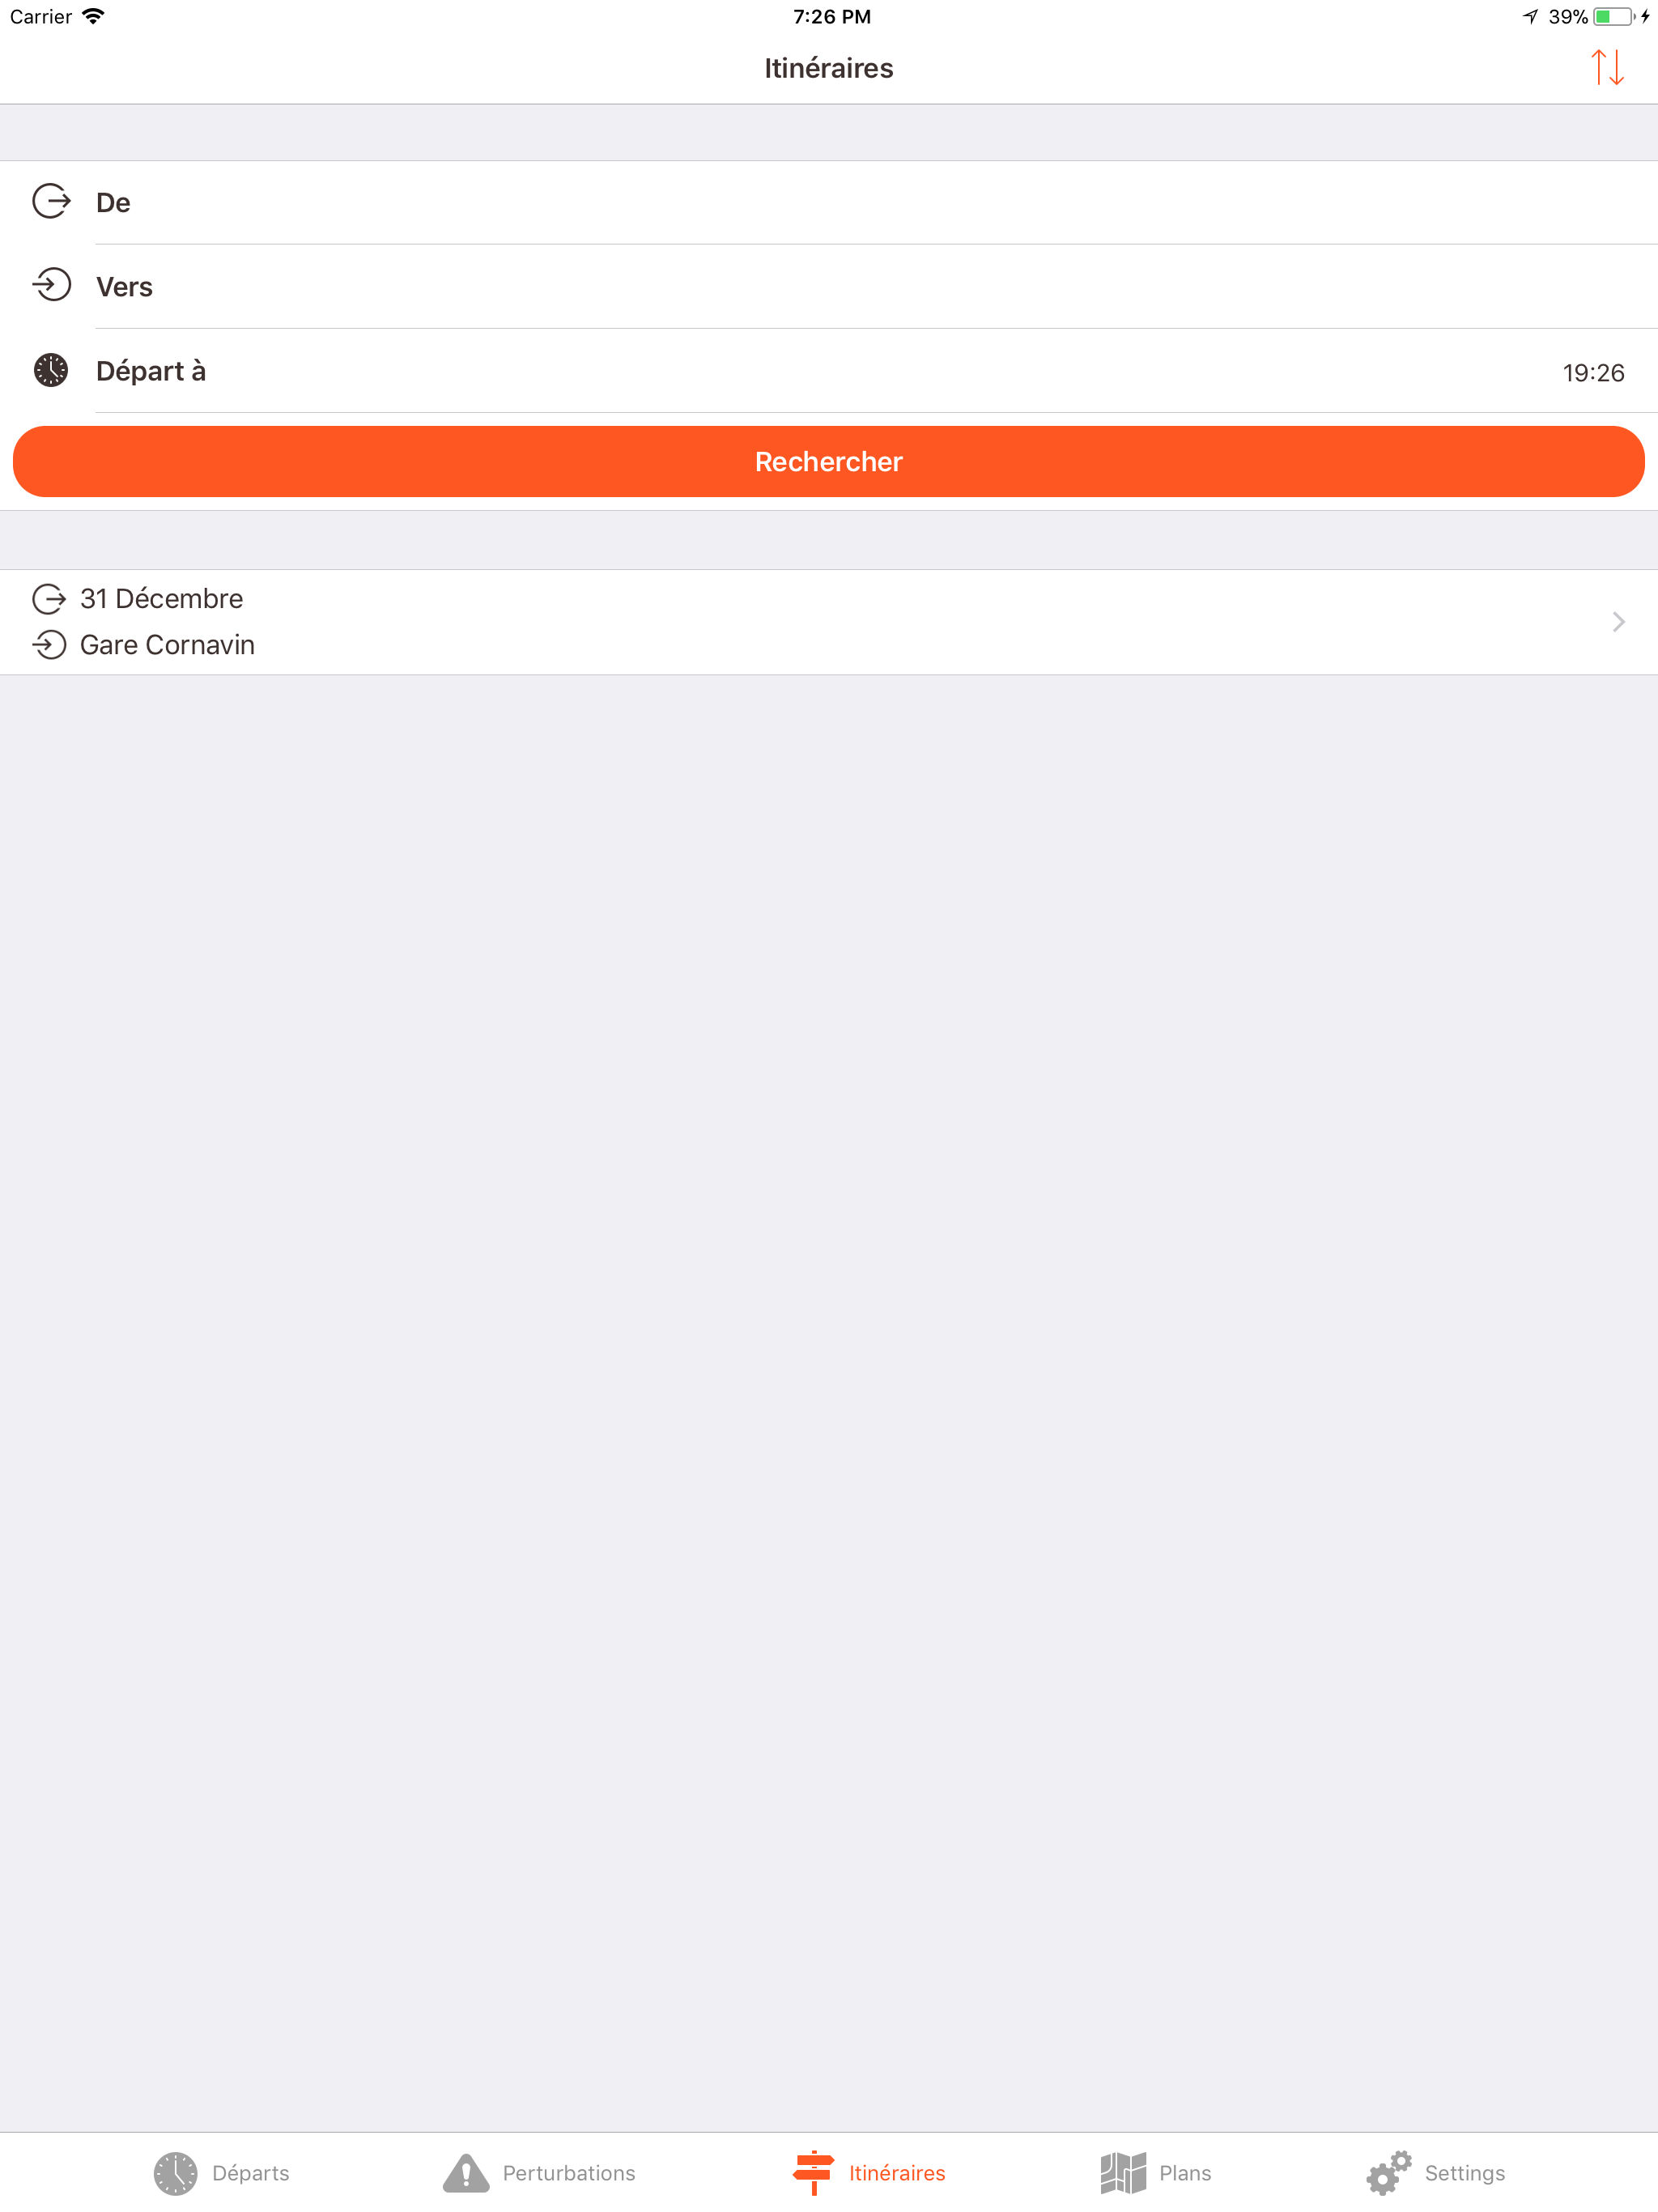 Carrier 7:26 PM 39%
Itinéraires
De
Vers
Départ à 19:26
Rechercher
31 Décembre
Gare Cornavin
Départs Perturbations Itinéraires Plans Settings